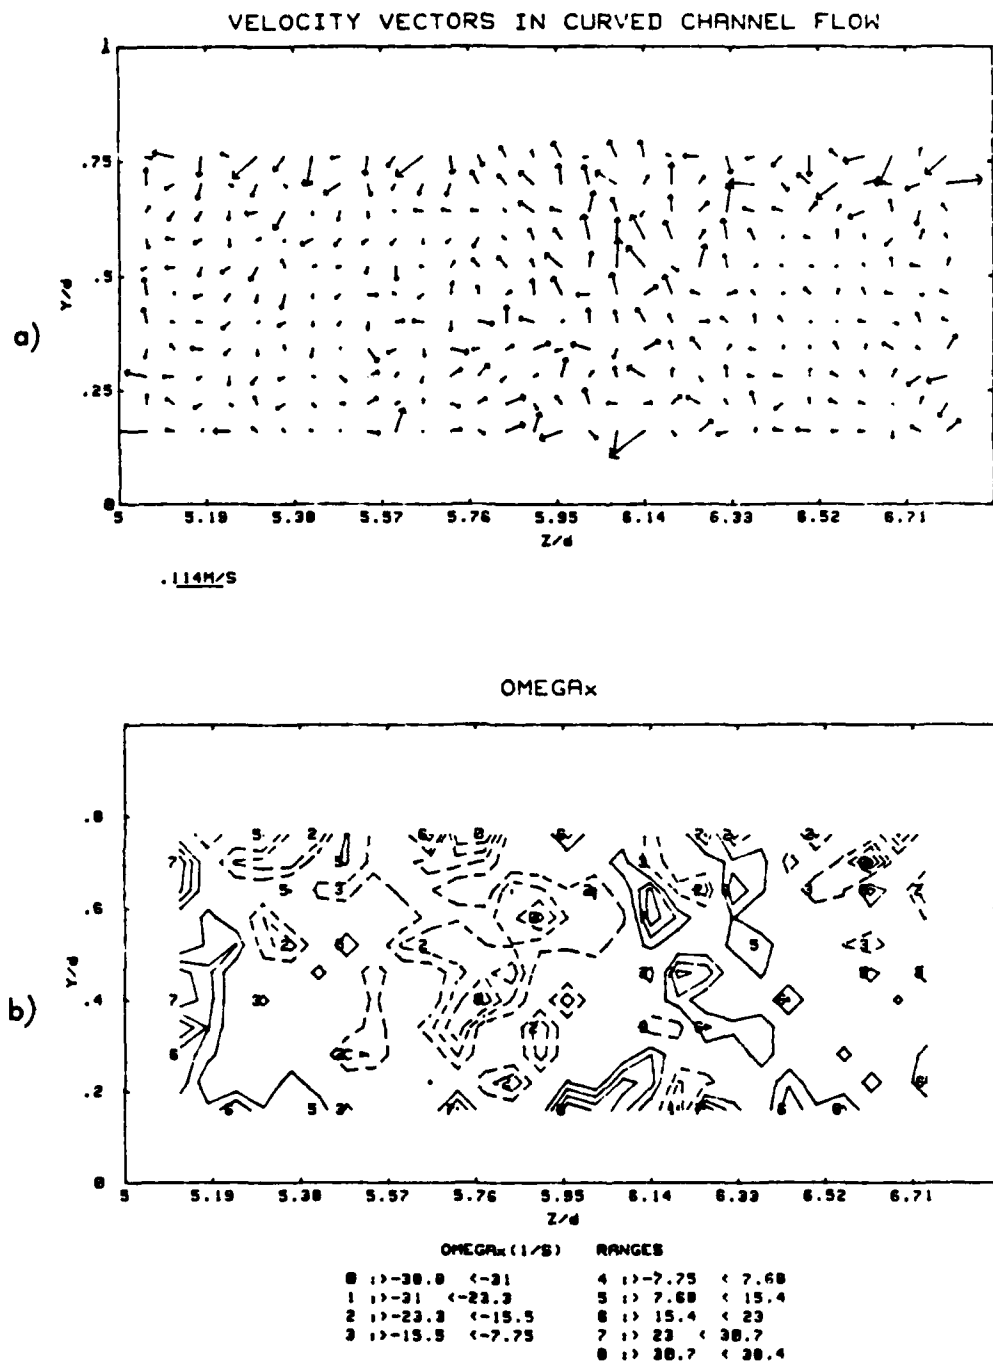 VELOCITY VECTORS IN CURVED CHANNEL FLOW
1
.75
.5
.25
0
Y/d
a)
5 5.19 5.38 5.57 5.76 5.95 6.14 6.33 6.52 6.71
Z/d
.114M/S
OMEGAx
.8
.6
.4
.2
0
Y/d
b)
5 5.19 5.38 5.57 5.76 5.95 6.14 6.33 6.52 6.71
Z/d
OMEGAx(1/S) RANGES
0 :>-38.8 <-31
1 :>-31 <-23.3
2 :>-23.3 <-15.5
3 :>-15.5 <-7.75
4 :>-7.75 < 7.68
5 :> 7.68 < 15.4
6 :> 15.4 < 23
7 :> 23 < 30.7
8 :> 30.7 < 38.4